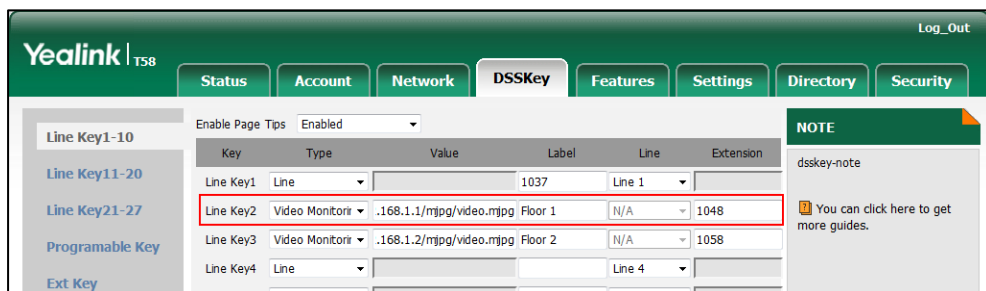 Log_Out
Yealink T58
Status Account Network DSSKey Features Settings Directory Security
Line Key1-10
Line Key11-20
Line Key21-27
Programable Key
Ext Key
Enable Page Tips Enabled
Key Type Value Label Line Extension
Line Key1 Line 1037 Line 1
Line Key2 Video Monitorir .168.1.1/mjpg/video.mjpg Floor 1 N/A 1048
Line Key3 Video Monitorir .168.1.2/mjpg/video.mjpg Floor 2 N/A 1058
Line Key4 Line Line 4
NOTE
dsskey-note
You can click here to get
more guides.